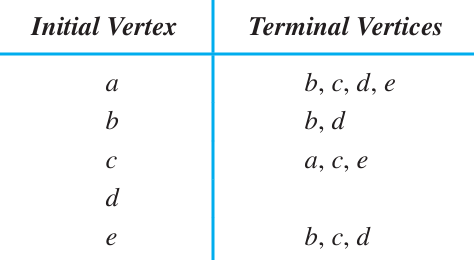 Initial Vertex Terminal Vertices
a b, c, d, e
b b, d
c a, c, e
d
e b, c, d